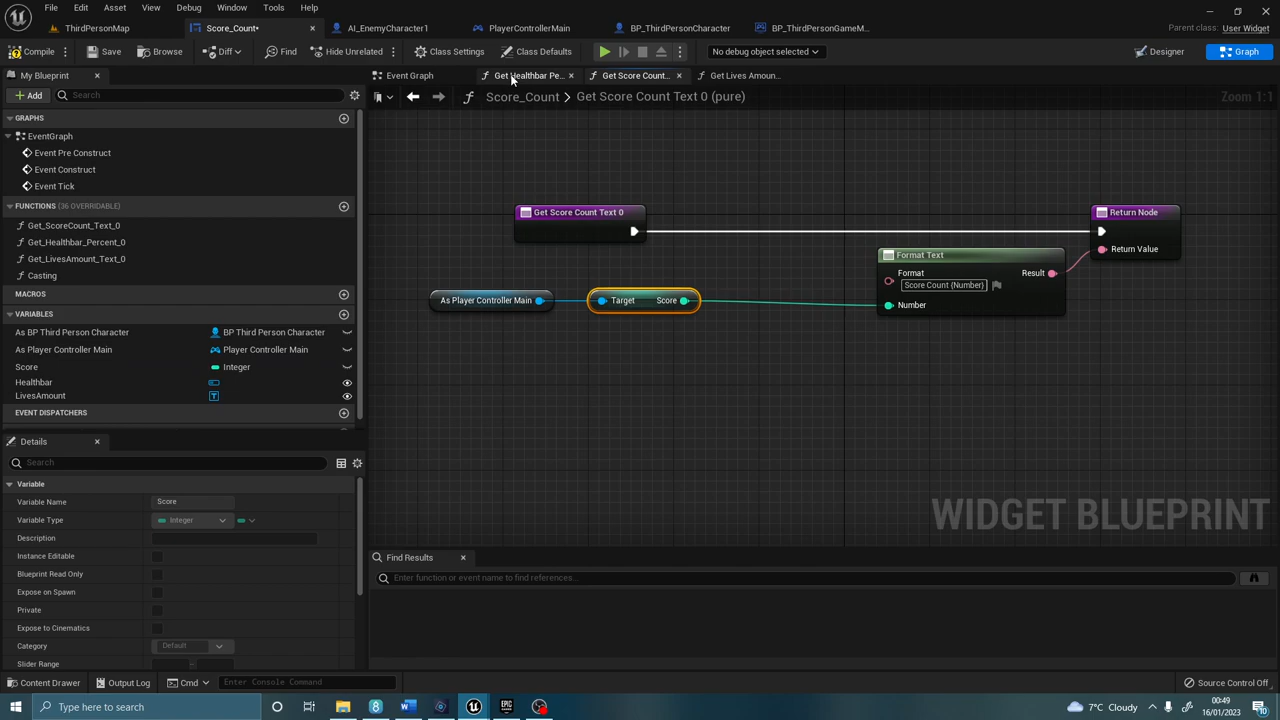 File Edit Asset View Debug Window Tools Help
ThirdPersonMap Score_Count* AI_EnemyCharacter1 PlayerControllerMain BP_ThirdPersonCharacter BP_ThirdPersonGameM... Parent class: User Widget
Compile Save Browse Diff Find Hide Unrelated Class Settings Class Defaults No debug object selected Designer Graph
My Blueprint Event Graph Get Healthbar Pe... Get Score Count... Get Lives Amoun...
Add Search Score_Count > Get Score Count Text 0 (pure) Zoom 1:1
GRAPHS
EventGraph
Event Pre Construct
Event Construct
Event Tick
FUNCTIONS (36 OVERRIDABLE)
Get_ScoreCount_Text_0
Get_Healthbar_Percent_0
Get_LivesAmount_Text_0
Casting
MACROS
VARIABLES
As BP Third Person Character BP Third Person Character
As Player Controller Main Player Controller Main
Score Integer
Healthbar
LivesAmount
EVENT DISPATCHERS
Get Score Count Text 0
Return Node
Return Value
Format Text
Format Result
Score Count {Number}
Number
As Player Controller Main
Target Score
WIDGET BLUEPRINT
Details
Search
Variable
Variable Name Score
Variable Type Integer
Description
Instance Editable
Blueprint Read Only
Expose on Spawn
Private
Expose to Cinematics
Category Default
Slider Range
Find Results
Enter function or event name to find references...
Content Drawer Output Log Cmd Enter Console Command Source Control Off
Type here to search 7°C Cloudy 00:49
16/01/2023